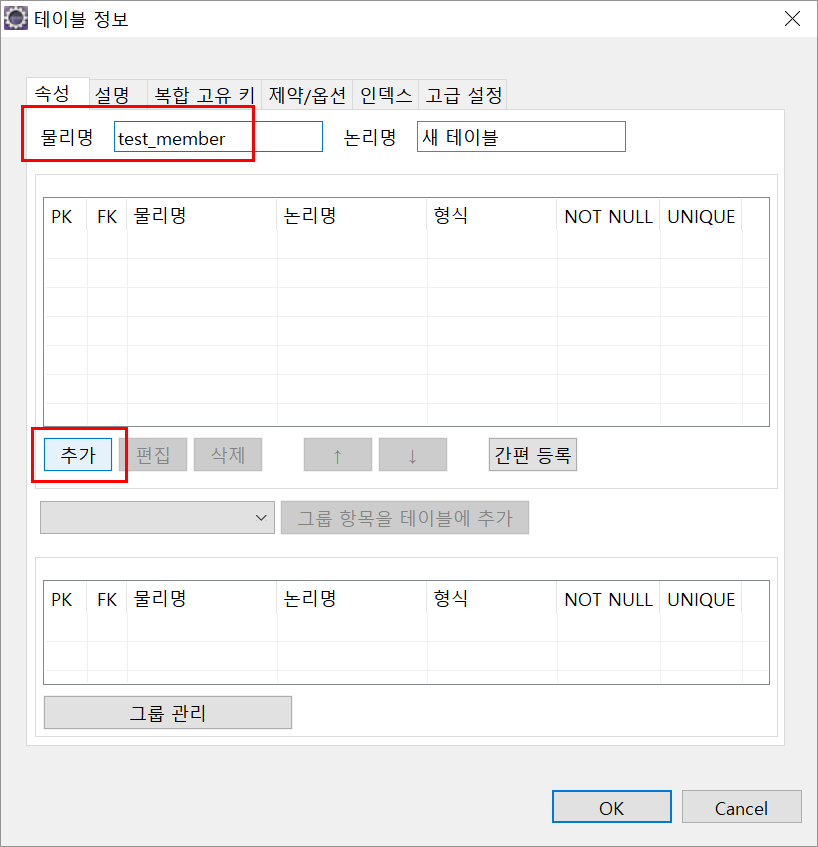 테이블 정보
속성 설명 복합 고유 키 제약/옵션 인덱스 고급 설정
물리명 test_member 논리명 새 테이블
PK FK 물리명 논리명 형식 NOT NULL UNIQUE
추가 편집 삭제 ↑ ↓ 간편 등록
그룹 항목을 테이블에 추가
PK FK 물리명 논리명 형식 NOT NULL UNIQUE
그룹 관리
OK Cancel